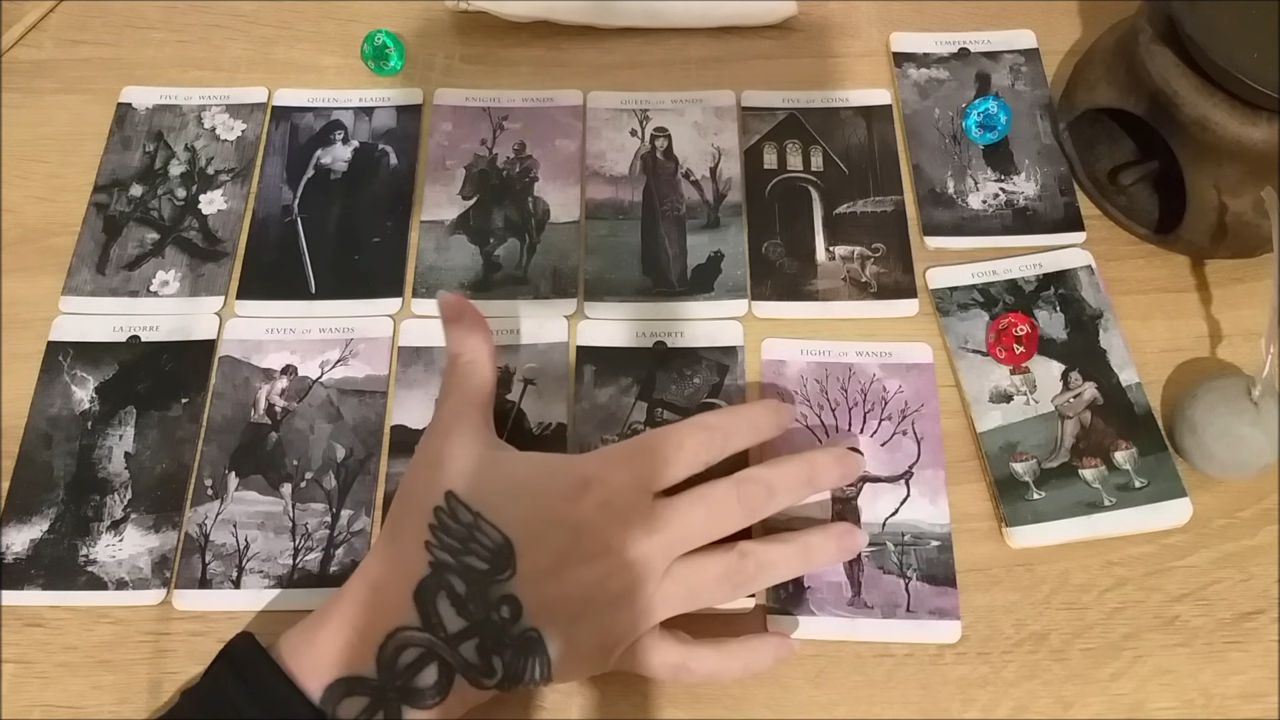 FIVE OF WANDS
QUEEN OF BLADES
KNIGHT OF WANDS
QUEEN OF WANDS
FIVE OF COINS
TEMPERANZA
FOUR OF CUPS
LA TORRE
SEVEN OF WANDS
LA MORTE
EIGHT OF WANDS